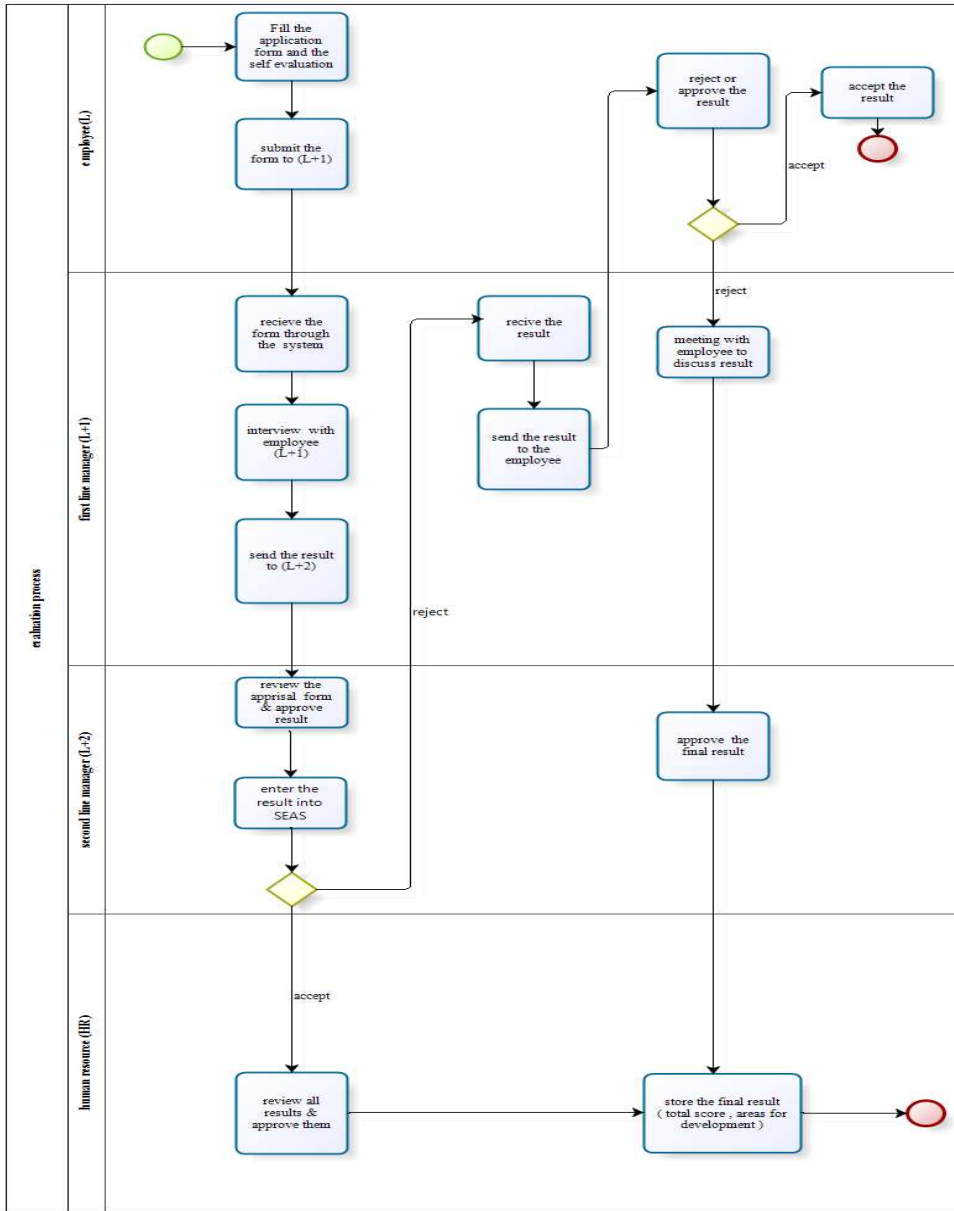 evaluation process
employee(L)
Fill the
application
form and the
self evaluation
submit the
form to (L+1)
reject or
approve the
result
accept the
result
accept
reject
first line manager (L+1)
recieve the
form through
the system
interview with
employee
(L+1)
send the result
to (L+2)
recive the
result
send the result
to the
employee
meeting with
employee to
discuss result
reject
second line manager (L+2)
review the
apprisal form
& approve
result
enter the
result into
SEAS
approve the
final result
human resource (HR)
accept
review all
results &
approve them
store the final result
( total score , areas for
development )